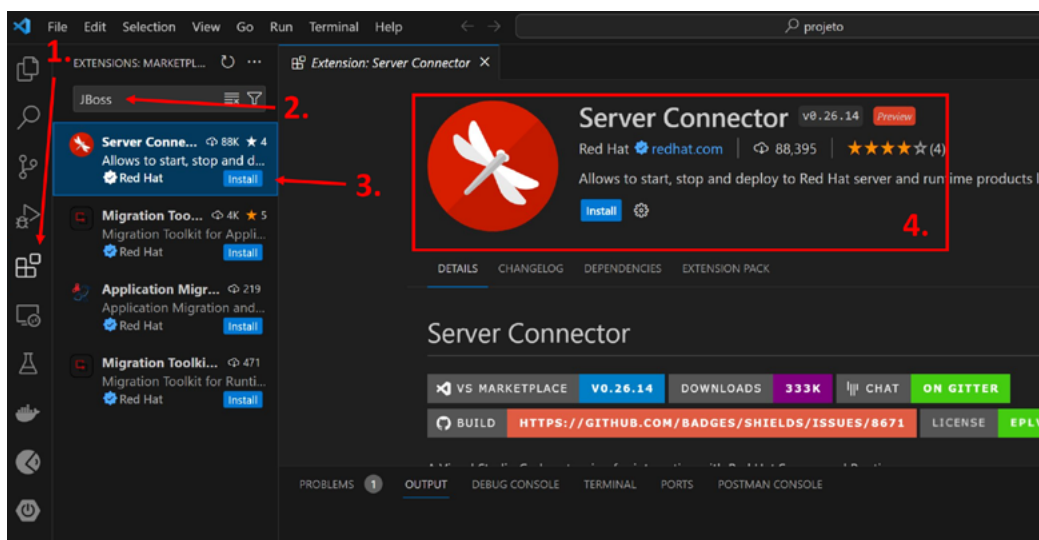 File Edit Selection View Go Run Terminal Help
projeto
1.
EXTENSIONS: MARKETPL...
Extension: Server Connector
JBoss
2.
Server Conne... 88K ★ 4
Allows to start, stop and d...
Red Hat Install
3.
Migration Too... 4K ★ 5
Migration Toolkit for Appli...
Red Hat Install
Application Migr... 219
Application Migration and...
Red Hat Install
Migration Toolki... 471
Migration Toolkit for Runti...
Red Hat Install
Server Connector v0.26.14 Preview
Red Hat redhat.com 88,395 ★★★★☆(4)
Allows to start, stop and deploy to Red Hat server and runtime products
Install
4.
DETAILS CHANGELOG DEPENDENCIES EXTENSION PACK
Server Connector
VS MARKETPLACE V0.26.14 DOWNLOADS 333K CHAT ON GITTER
BUILD HTTPS://GITHUB.COM/BADGES/SHIELDS/ISSUES/8671 LICENSE
PROBLEMS 1 OUTPUT DEBUG CONSOLE TERMINAL PORTS POSTMAN CONSOLE